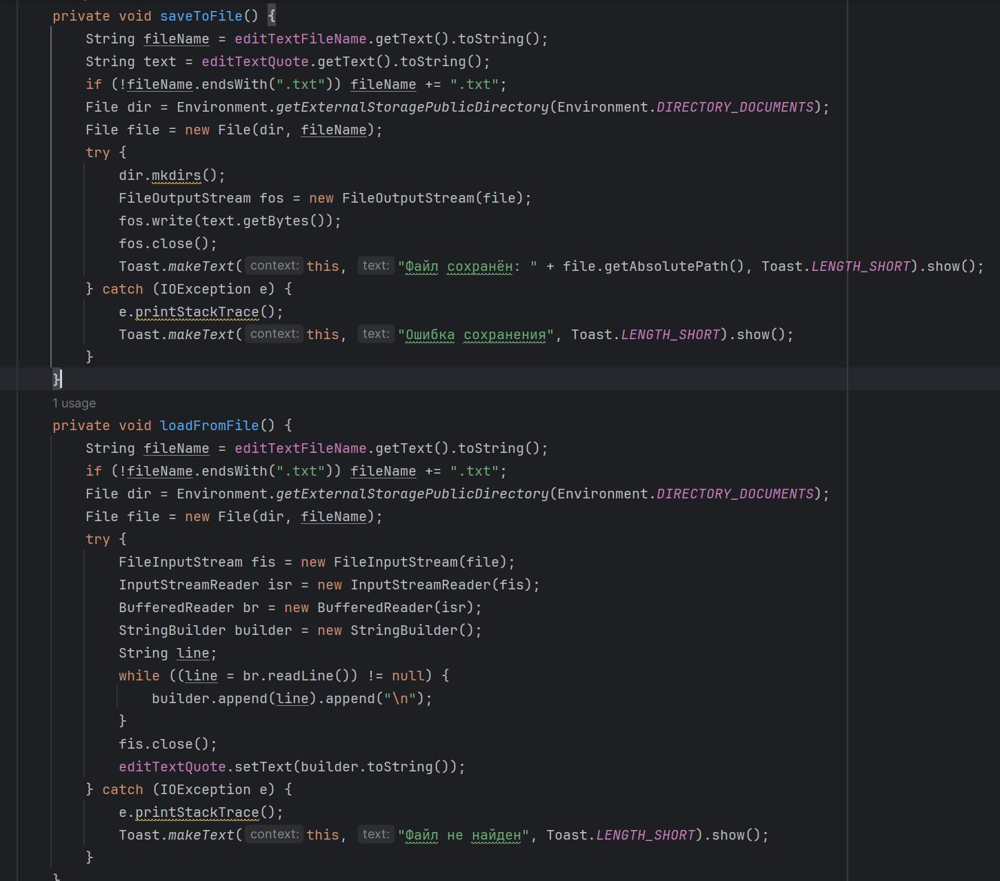 private void saveToFile() {
String fileName = editTextFileName.getText().toString();
String text = editTextQuote.getText().toString();
if (!fileName.endsWith(".txt")) fileName += ".txt";
File dir = Environment.getExternalStoragePublicDirectory(Environment.DIRECTORY_DOCUMENTS);
File file = new File(dir, fileName);
try {
dir.mkdirs();
FileOutputStream fos = new FileOutputStream(file);
fos.write(text.getBytes());
fos.close();
Toast.makeText( context: this, text: "Файл сохранён: " + file.getAbsolutePath(), Toast.LENGTH_SHORT).show();
} catch (IOException e) {
e.printStackTrace();
Toast.makeText( context: this, text: "Ошибка сохранения", Toast.LENGTH_SHORT).show();
}
}
1 usage
private void loadFromFile() {
String fileName = editTextFileName.getText().toString();
if (!fileName.endsWith(".txt")) fileName += ".txt";
File dir = Environment.getExternalStoragePublicDirectory(Environment.DIRECTORY_DOCUMENTS);
File file = new File(dir, fileName);
try {
FileInputStream fis = new FileInputStream(file);
InputStreamReader isr = new InputStreamReader(fis);
BufferedReader br = new BufferedReader(isr);
StringBuilder builder = new StringBuilder();
String line;
while ((line = br.readLine()) != null) {
builder.append(line).append("\n");
}
fis.close();
editTextQuote.setText(builder.toString());
} catch (IOException e) {
e.printStackTrace();
Toast.makeText( context: this, text: "Файл не найден", Toast.LENGTH_SHORT).show();
}
}